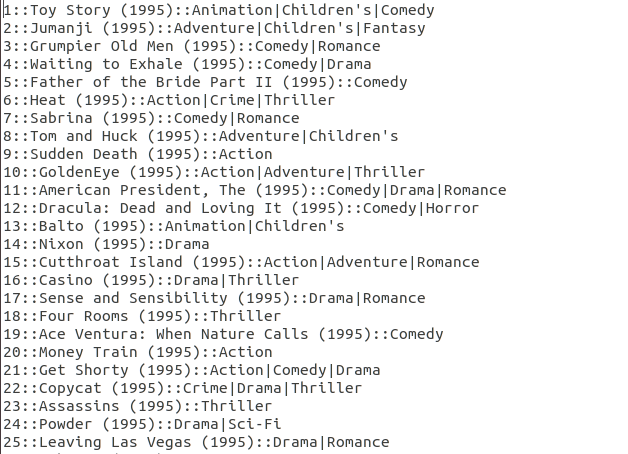 1::Toy Story (1995)::Animation|Children's|Comedy
2::Jumanji (1995)::Adventure|Children's|Fantasy
3::Grumpier Old Men (1995)::Comedy|Romance
4::Waiting to Exhale (1995)::Comedy|Drama
5::Father of the Bride Part II (1995)::Comedy
6::Heat (1995)::Action|Crime|Thriller
7::Sabrina (1995)::Comedy|Romance
8::Tom and Huck (1995)::Adventure|Children's
9::Sudden Death (1995)::Action
10::GoldenEye (1995)::Action|Adventure|Thriller
11::American President, The (1995)::Comedy|Drama|Romance
12::Dracula: Dead and Loving It (1995)::Comedy|Horror
13::Balto (1995)::Animation|Children's
14::Nixon (1995)::Drama
15::Cutthroat Island (1995)::Action|Adventure|Romance
16::Casino (1995)::Drama|Thriller
17::Sense and Sensibility (1995)::Drama|Romance
18::Four Rooms (1995)::Thriller
19::Ace Ventura: When Nature Calls (1995)::Comedy
20::Money Train (1995)::Action
21::Get Shorty (1995)::Action|Comedy|Drama
22::Copycat (1995)::Crime|Drama|Thriller
23::Assassins (1995)::Thriller
24::Powder (1995)::Drama|Sci-Fi
25::Leaving Las Vegas (1995)::Drama|Romance